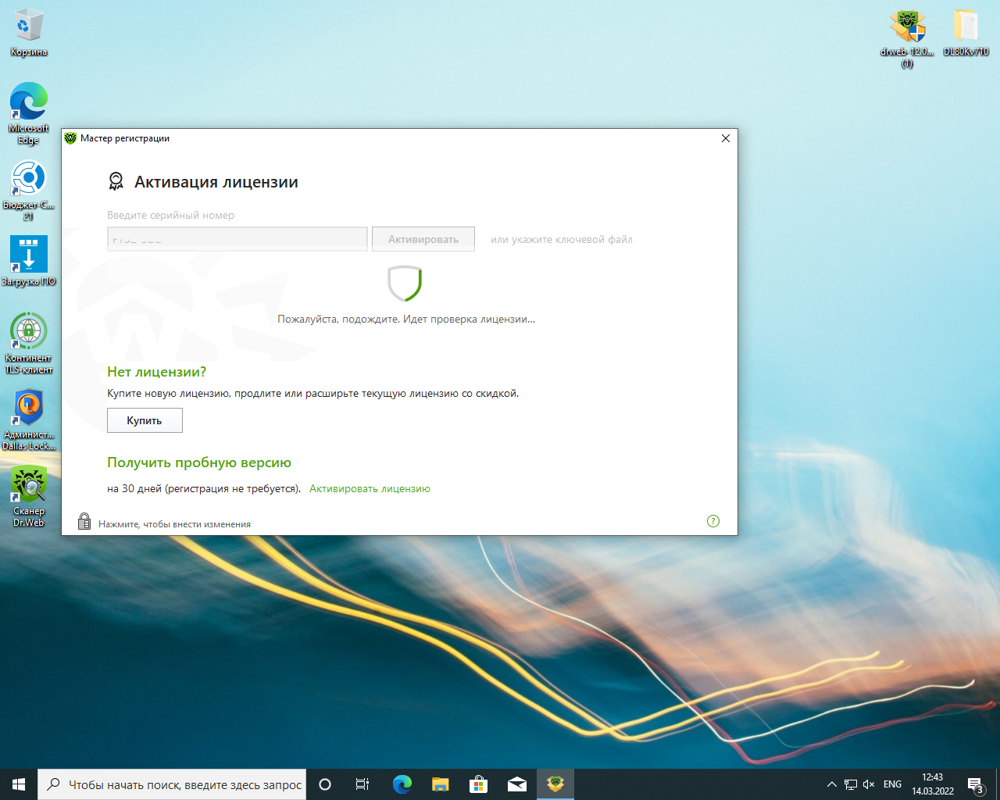 Корзина
Microsoft
Edge
Бюджет-С...
21
Загрузка ПО
Континент
TLS-клиент
Админист...
Dallas Lock...
Сканер
Dr.Web
drweb-12.0...
(1)
DL80Kv710
Мастер регистрации
Активация лицензии
Введите серийный номер
Активировать
или укажите ключевой файл
Пожалуйста, подождите. Идет проверка лицензии...
Нет лицензии?
Купите новую лицензию, продлите или расширьте текущую лицензию со скидкой.
Купить
Получить пробную версию
на 30 дней (регистрация не требуется). Активировать лицензию
Нажмите, чтобы внести изменения
?
Чтобы начать поиск, введите здесь запрос
ENG
12:43
14.03.2022
3